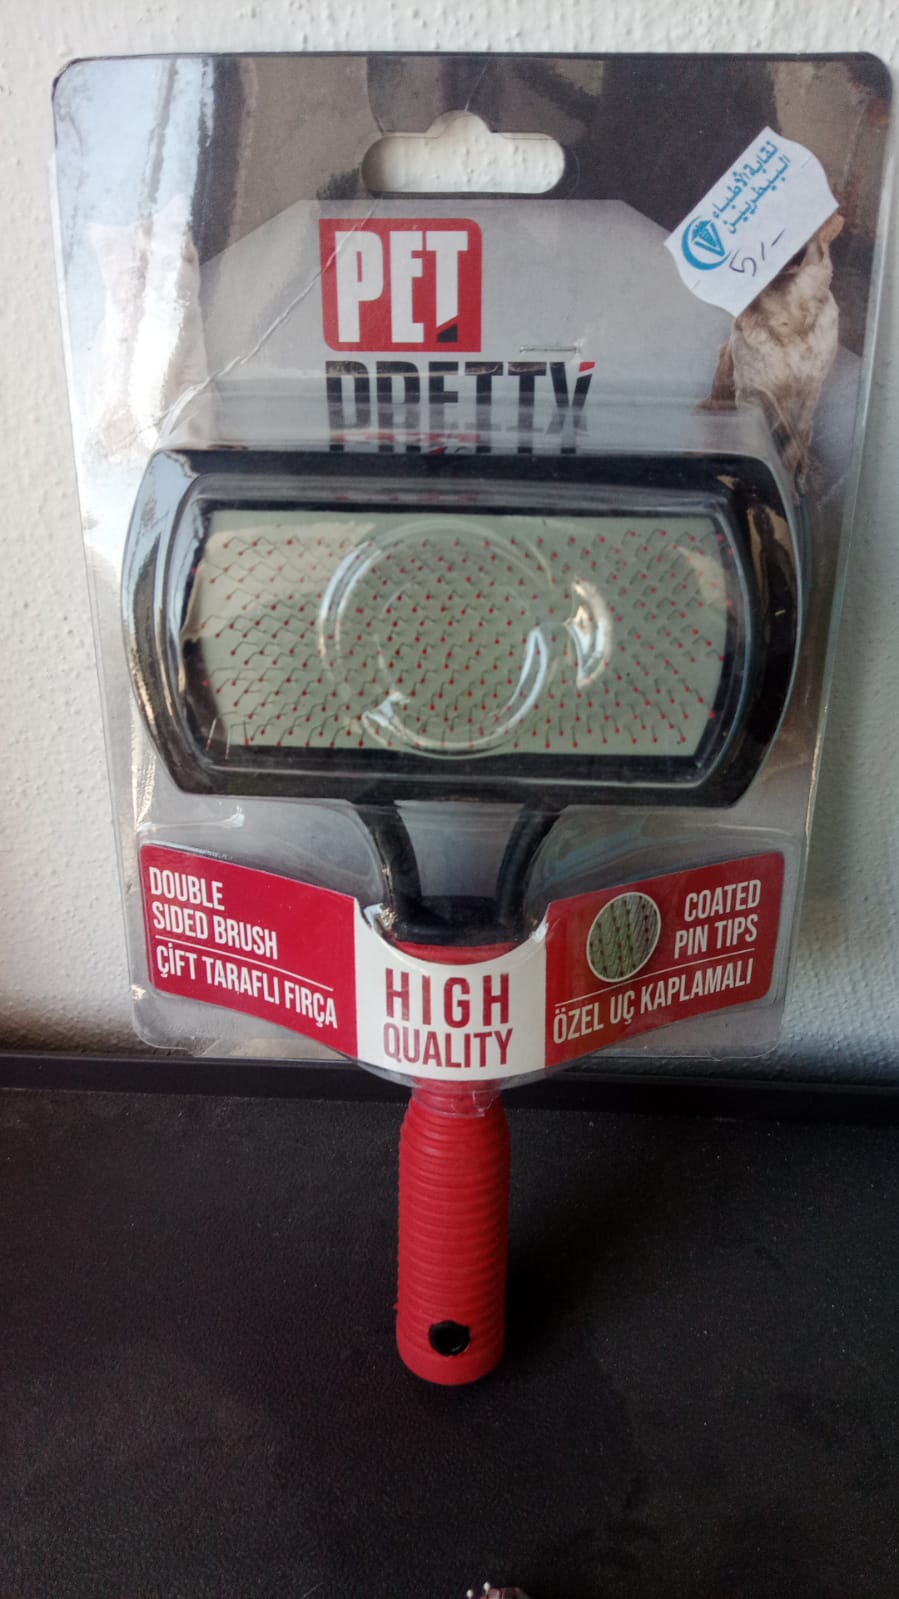 نقابة الأطباء
البيطريين
V
5/-
PET
PRETTY
DOUBLE
SIDED BRUSH
ÇİFT TARAFLI FIRÇA
HIGH
QUALITY
COATED
PIN TIPS
ÖZEL UÇ KAPLAMALI